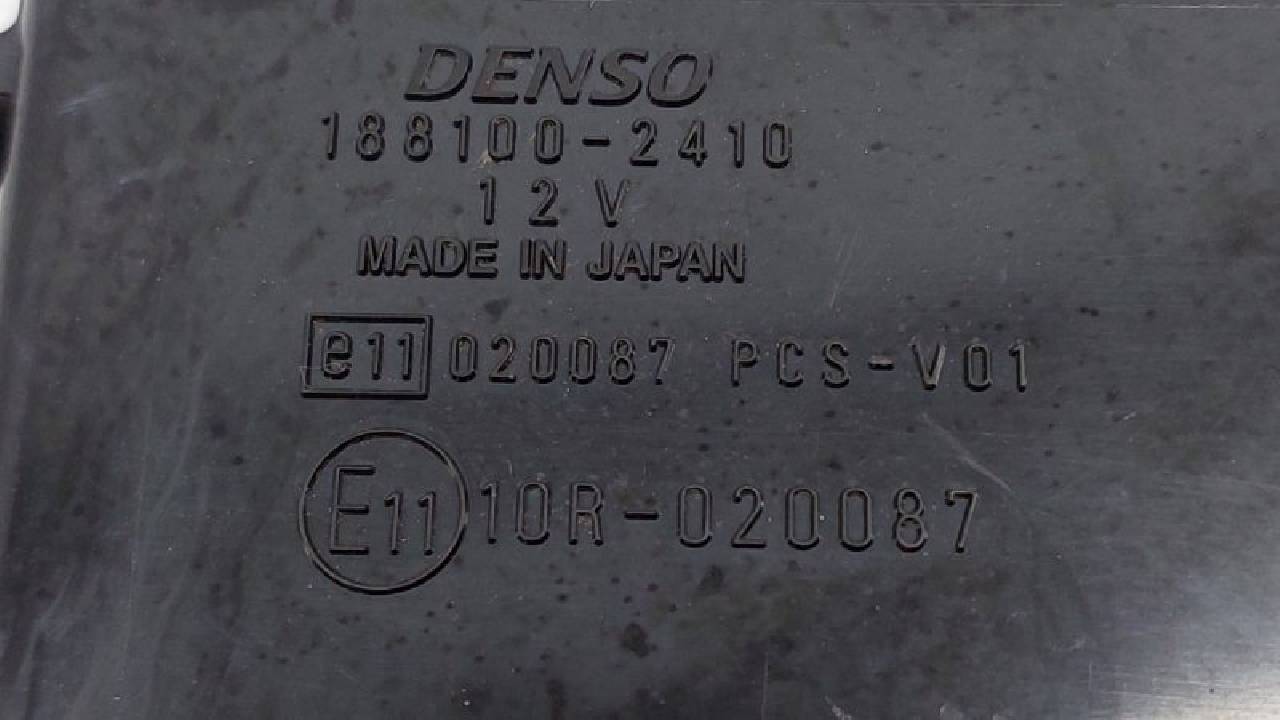 DENSO
188100-2410
12V
MADE IN JAPAN
e11 020087 PCS-V01
E11 10R-020087